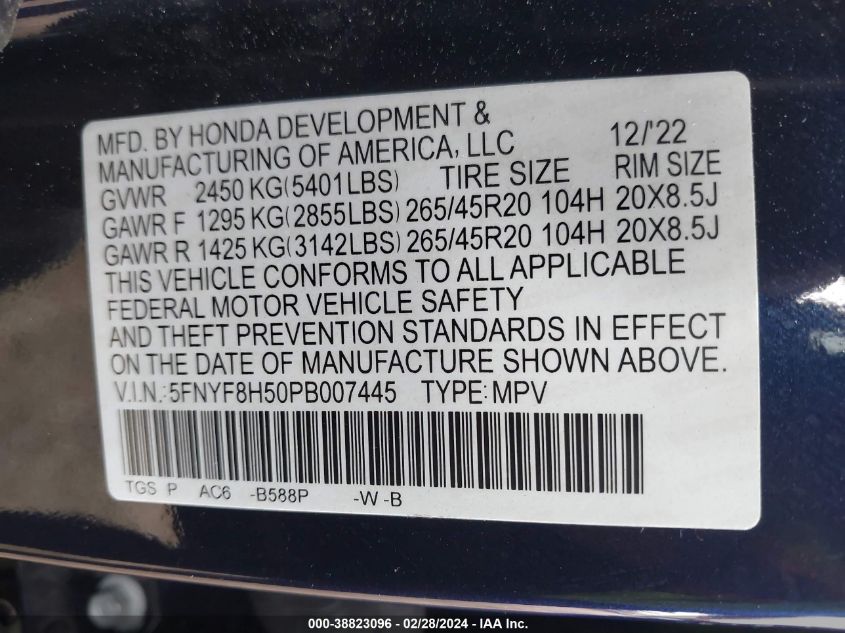 MFD. BY HONDA DEVELOPMENT & 12/'22
MANUFACTURING OF AMERICA, LLC
GVWR 2450 KG(5401LBS) TIRE SIZE RIM SIZE
GAWR F 1295 KG(2855LBS) 265/45R20 104H 20X8.5J
GAWR R 1425 KG(3142LBS) 265/45R20 104H 20X8.5J
THIS VEHICLE CONFORMS TO ALL APPLICABLE
FEDERAL MOTOR VEHICLE SAFETY
AND THEFT PREVENTION STANDARDS IN EFFECT
ON THE DATE OF MANUFACTURE SHOWN ABOVE.
V.I.N.:5FNYF8H50PB007445 TYPE:MPV
TGS P AC6 -B588P -W -B
000-38823096 - 02/28/2024 - IAA Inc.